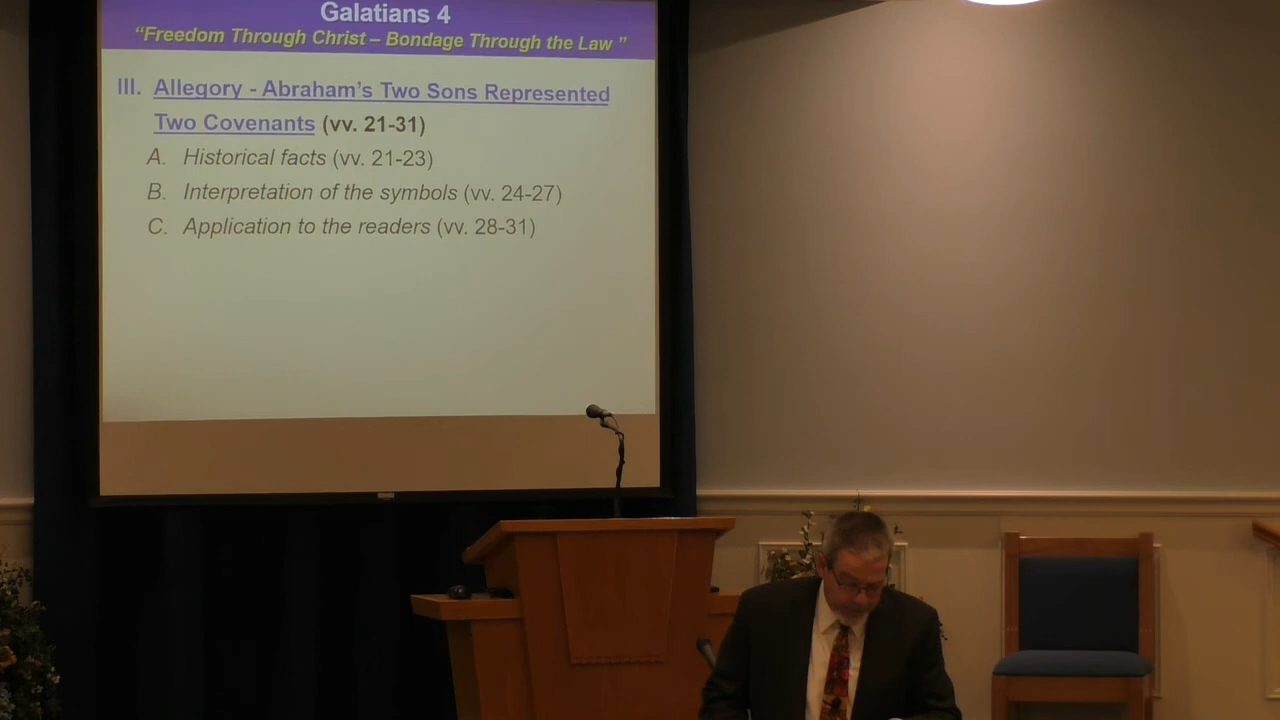 Galatians 4
“Freedom Through Christ – Bondage Through the Law ”
III. Allegory - Abraham’s Two Sons Represented
Two Covenants (vv. 21-31)
A. Historical facts (vv. 21-23)
B. Interpretation of the symbols (vv. 24-27)
C. Application to the readers (vv. 28-31)